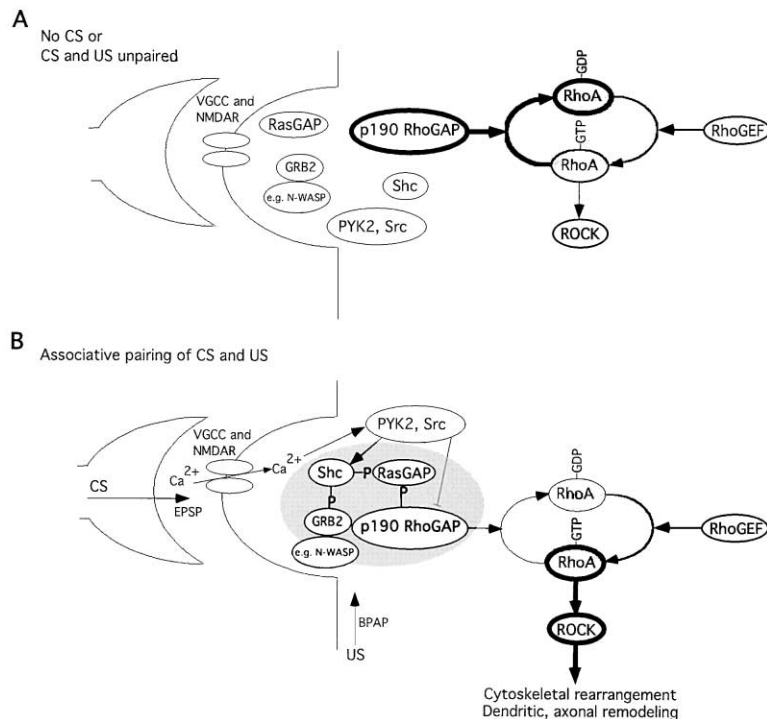 A
No CS or
CS and US unpaired
VGCC and
NMDAR
RasGAP
GRB2
e.g. N-WASP
Shc
PYK2, Src
p190 RhoGAP
GDP
RhoA
GTP
RhoA
RhoGEF
ROCK
B
Associative pairing of CS and US
VGCC and
NMDAR
CS
EPSP
Ca2+
Ca2+
PYK2, Src
Shc
P
RasGAP
P
P
GRB2
p190 RhoGAP
e.g. N-WASP
BPAP
US
GDP
RhoA
GTP
RhoA
RhoGEF
ROCK
Cytoskeletal rearrangement
Dendritic, axonal remodeling